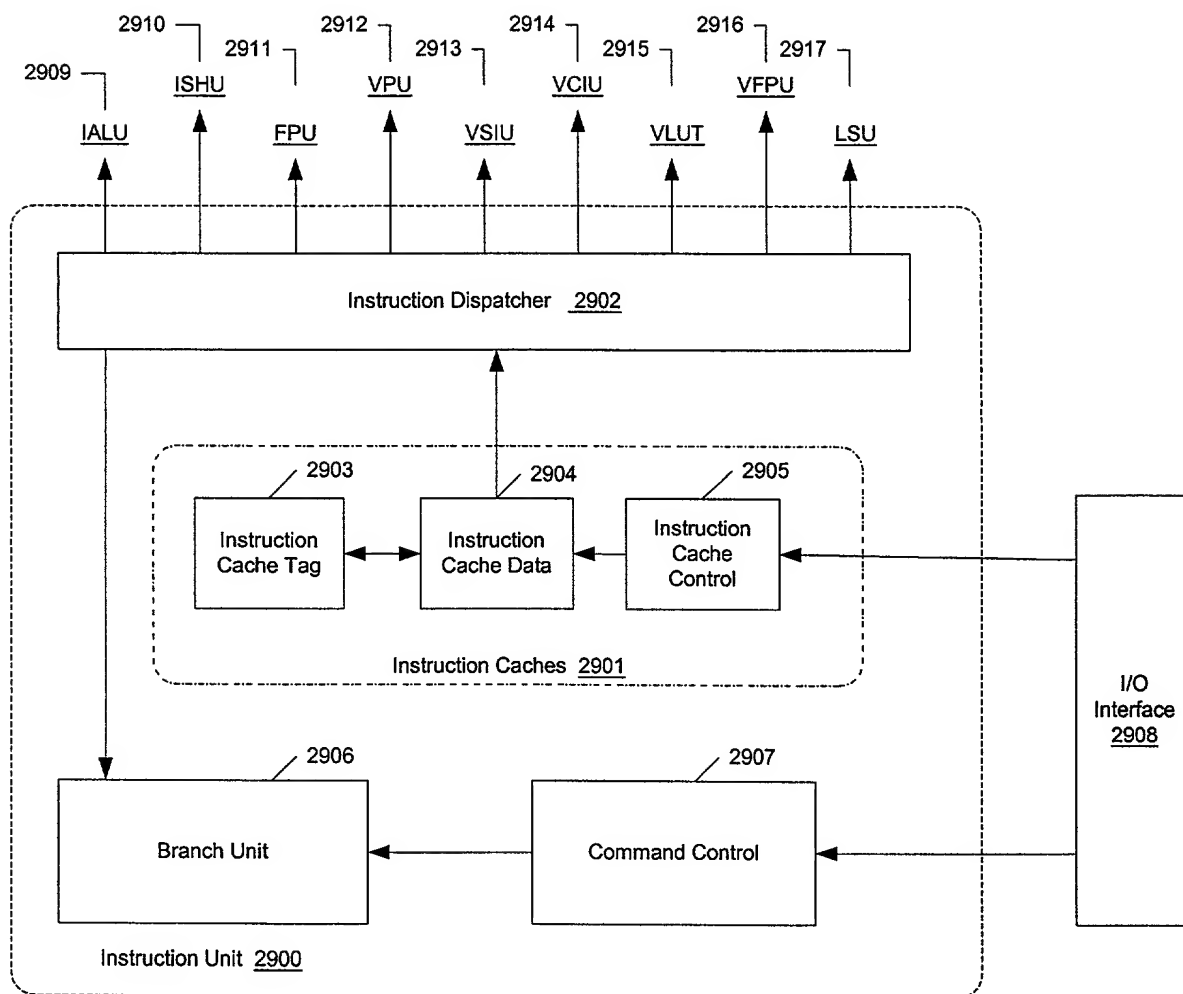 2910
2912
2914
2916
2911
2913
2915
2917
2909
ISHU
VPU
VCIU
VFPU
IALU
FPU
VSIU
VLUT
LSU
Instruction Dispatcher 2902
2903
2904
2905
Instruction
Cache Tag
Instruction
Cache Data
Instruction
Cache
Control
Instruction Caches 2901
I/O
Interface
2908
2906
2907
Branch Unit
Command Control
Instruction Unit 2900